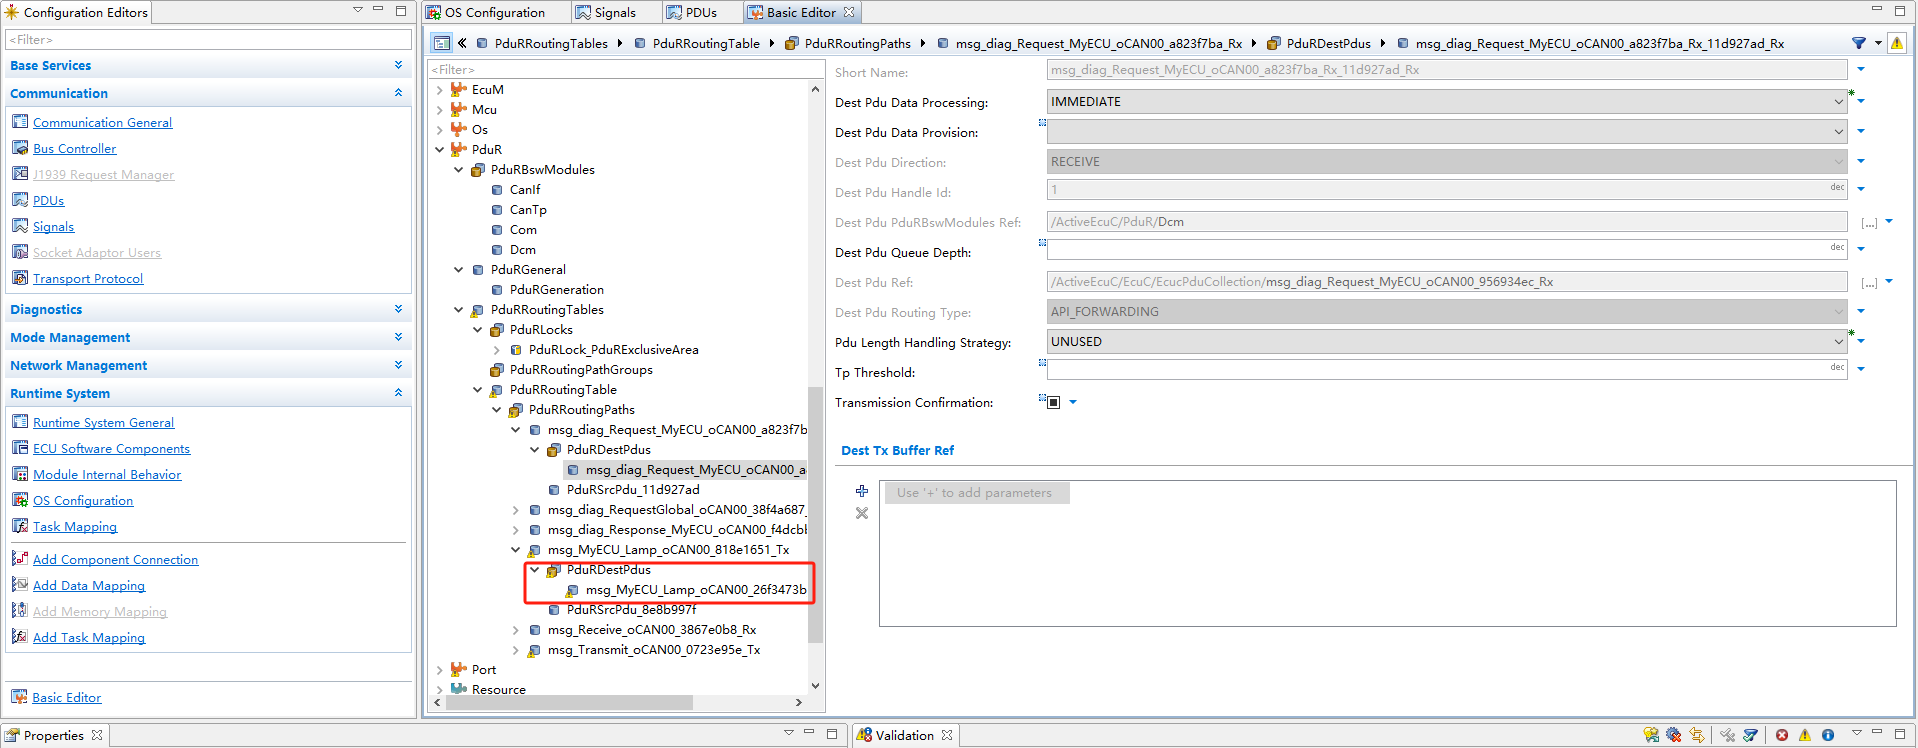 Configuration Editors
<Filter>
Base Services
Communication
Communication General
Bus Controller
J1939 Request Manager
PDUs
Signals
Socket Adaptor Users
Transport Protocol
Diagnostics
Mode Management
Network Management
Runtime System
Runtime System General
ECU Software Components
Module Internal Behavior
OS Configuration
Task Mapping
Add Component Connection
Add Data Mapping
Add Memory Mapping
Add Task Mapping
Basic Editor
OS Configuration
Signals
PDUs
Basic Editor
PduRRoutingTables
PduRRoutingTable
PduRRoutingPaths
msg_diag_Request_MyECU_oCAN00_a823f7ba_Rx
PduRDestPdus
msg_diag_Request_MyECU_oCAN00_a823f7ba_Rx_11d927ad_Rx
<Filter>
EcuM
Mcu
Os
PduR
PduRBswModules
CanIf
CanTp
Com
Dcm
PduRGeneral
PduRGeneration
PduRRoutingTables
PduRLocks
PduRLock_PduRExclusiveArea
PduRRoutingPathGroups
PduRRoutingTable
PduRRoutingPaths
msg_diag_Request_MyECU_oCAN00_a823f7b
PduRDestPdus
msg_diag_Request_MyECU_oCAN00_a
PduRSrcPdu_11d927ad
msg_diag_RequestGlobal_oCAN00_38f4a687_
msg_diag_Response_MyECU_oCAN00_f4dcbb
msg_MyECU_Lamp_oCAN00_818e1651_Tx
PduRDestPdus
msg_MyECU_Lamp_oCAN00_26f3473b
PduRSrcPdu_8e8b997f
msg_Receive_oCAN00_3867e0b8_Rx
msg_Transmit_oCAN00_0723e95e_Tx
Port
Resource
Short Name: msg_diag_Request_MyECU_oCAN00_a823f7ba_Rx_11d927ad_Rx
Dest Pdu Data Processing: IMMEDIATE
Dest Pdu Data Provision:
Dest Pdu Direction: RECEIVE
Dest Pdu Handle Id: 1 dec
Dest Pdu PduRBswModules Ref: /ActiveEcuC/PduR/Dcm [...]
Dest Pdu Queue Depth: dec
Dest Pdu Ref: /ActiveEcuC/EcuC/EcucPduCollection/msg_diag_Request_MyECU_oCAN00_956934ec_Rx [...]
Dest Pdu Routing Type: API_FORWARDING
Pdu Length Handling Strategy: UNUSED
Tp Threshold: dec
Transmission Confirmation:
Dest Tx Buffer Ref
Use '+' to add parameters
Properties
Validation